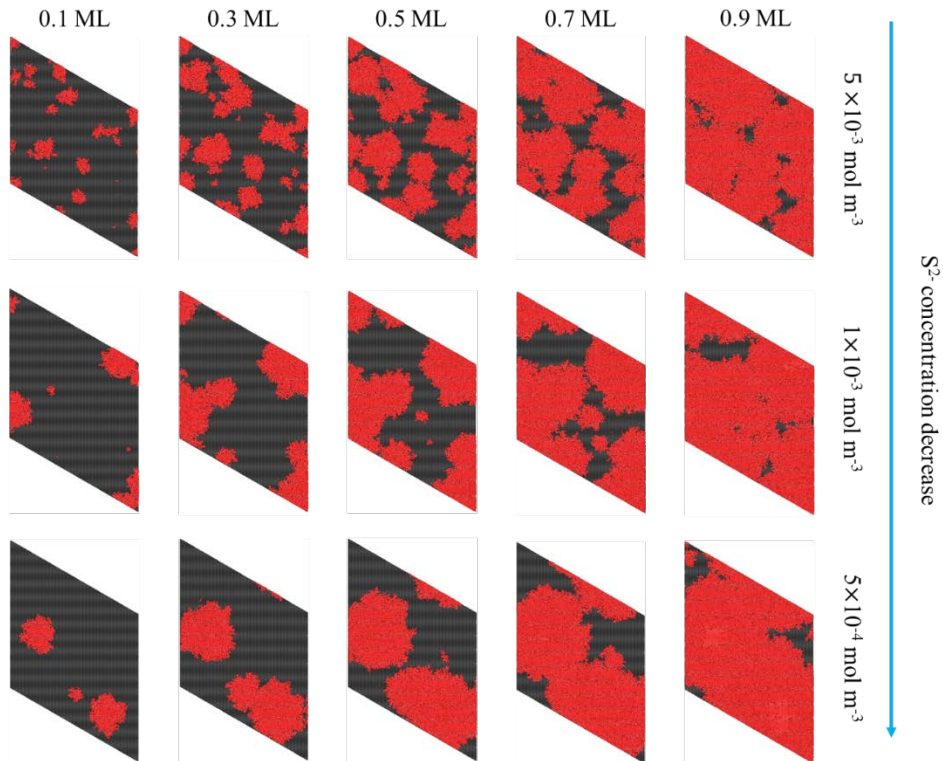 0.1 ML
0.3 ML
0.5 ML
0.7 ML
0.9 ML
5×10⁻³ mol m⁻³
1×10⁻³ mol m⁻³
5×10⁻⁴ mol m⁻³
S²⁻ concentration decrease